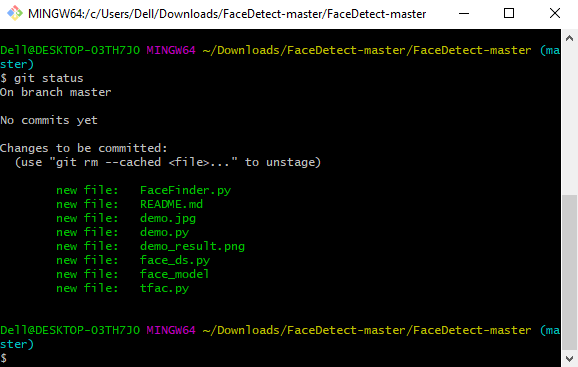 MINGW64:/c/Users/Dell/Downloads/FaceDetect-master/FaceDetect-master
Dell@DESKTOP-O3TH7JO MINGW64 ~/Downloads/FaceDetect-master/FaceDetect-master (ma
ster)
$ git status
On branch master
No commits yet
Changes to be committed:
(use "git rm --cached <file>..." to unstage)
new file: FaceFinder.py
new file: README.md
new file: demo.jpg
new file: demo.py
new file: demo_result.png
new file: face_ds.py
new file: face_model
new file: tfac.py
Dell@DESKTOP-O3TH7JO MINGW64 ~/Downloads/FaceDetect-master/FaceDetect-master (ma
ster)
$